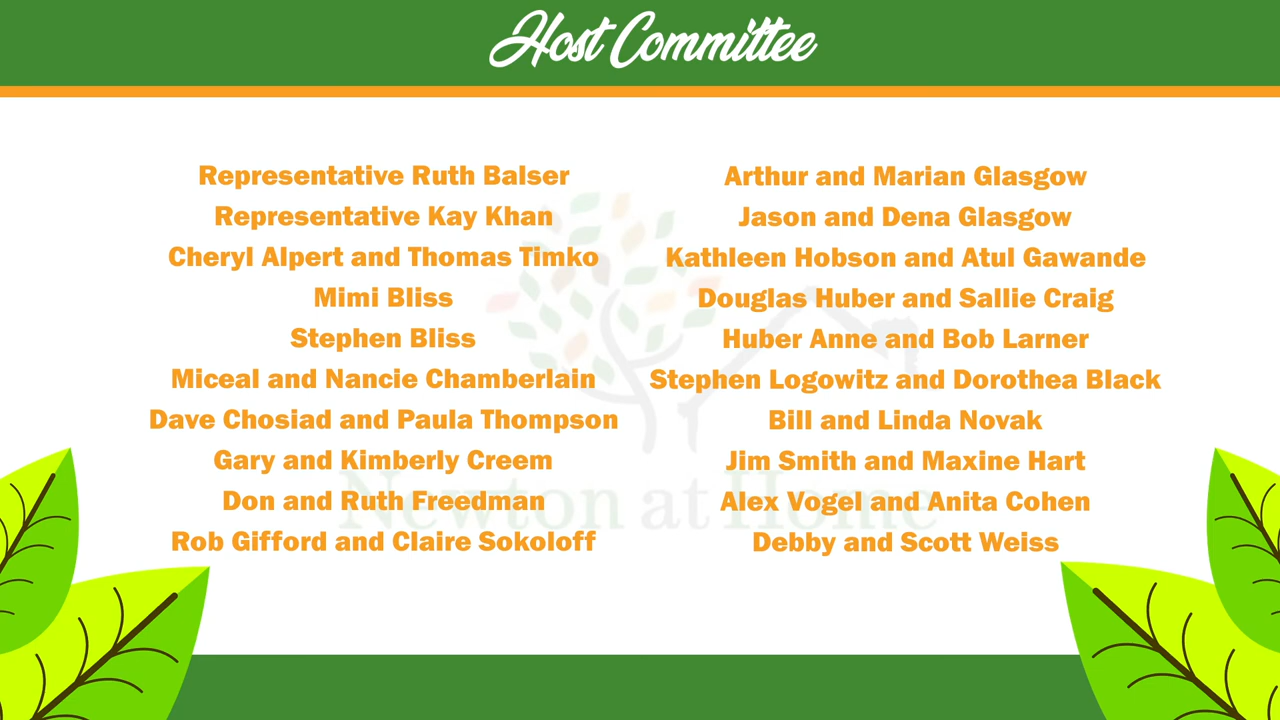 Host Committee
Representative Ruth Balser
Representative Kay Khan
Cheryl Alpert and Thomas Timko
Mimi Bliss
Stephen Bliss
Miceal and Nancie Chamberlain
Dave Chosiad and Paula Thompson
Gary and Kimberly Creem
Don and Ruth Freedman
Rob Gifford and Claire Sokoloff
Arthur and Marian Glasgow
Jason and Dena Glasgow
Kathleen Hobson and Atul Gawande
Douglas Huber and Sallie Craig
Huber Anne and Bob Larner
Stephen Logowitz and Dorothea Black
Bill and Linda Novak
Jim Smith and Maxine Hart
Alex Vogel and Anita Cohen
Debby and Scott Weiss
Newton at Home